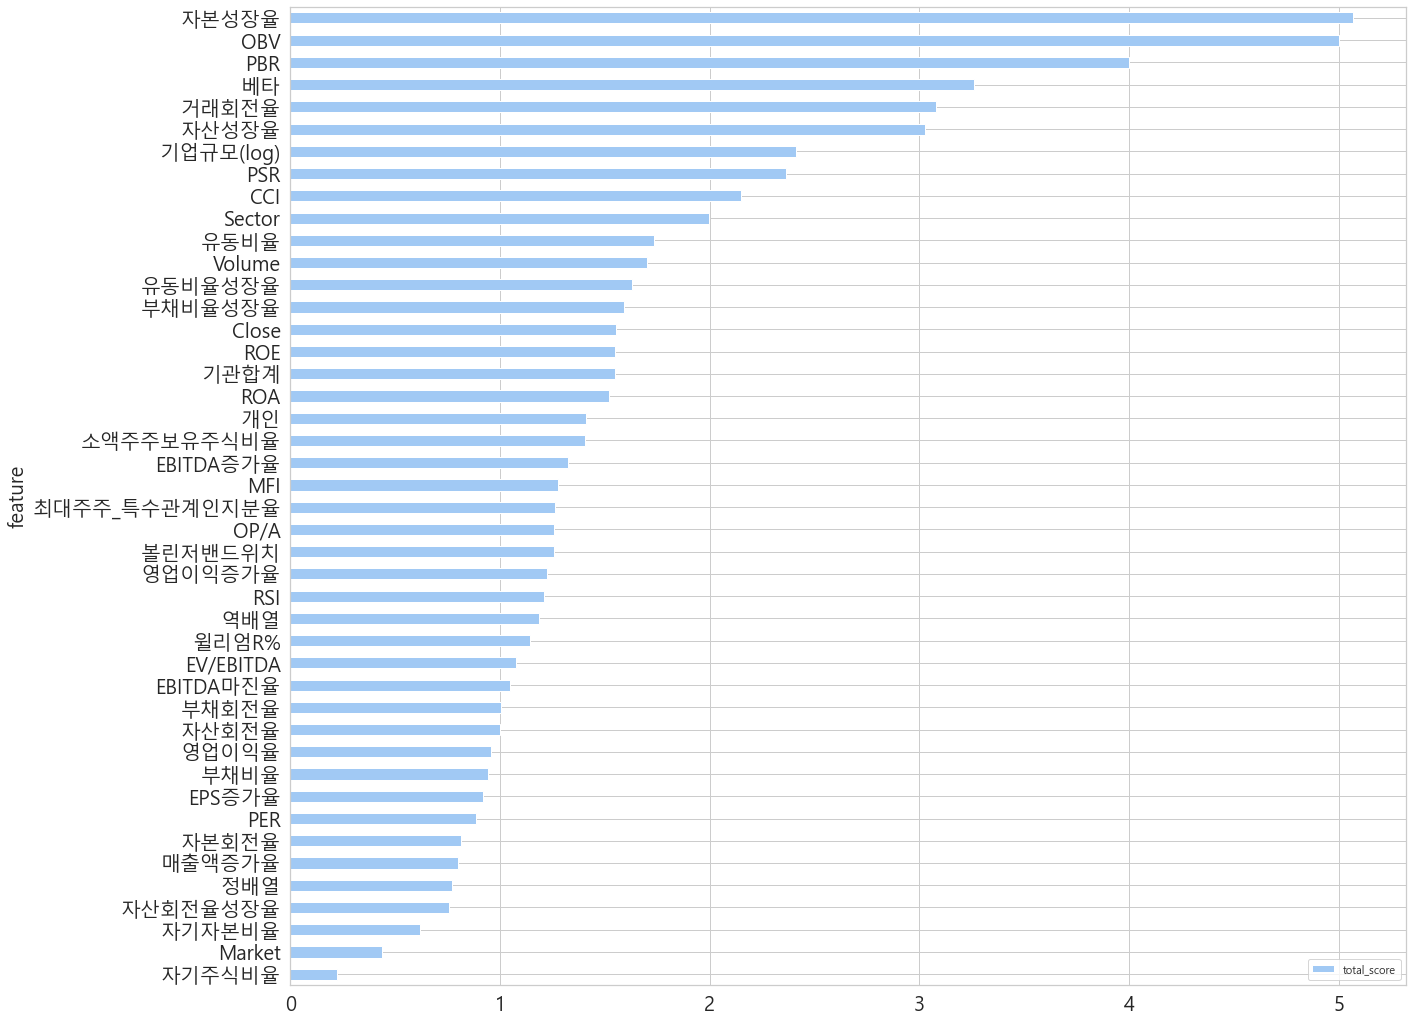 자본성장율
OBV
PBR
베타
거래회전율
자산성장율
기업규모(log)
PSR
CCI
Sector
유동비율
Volume
유동비율성장율
부채비율성장율
Close
ROE
기관합계
ROA
개인
소액주주보유주식비율
EBITDA증가율
MFI
최대주주_특수관계인지분율
OP/A
볼린저밴드위치
영업이익증가율
RSI
역배열
윌리엄R%
EV/EBITDA
EBITDA마진율
부채회전율
자산회전율
영업이익율
부채비율
EPS증가율
PER
자본회전율
매출액증가율
정배열
자산회전율성장율
자기자본비율
Market
자기주식비율
feature
total_score
0 1 2 3 4 5